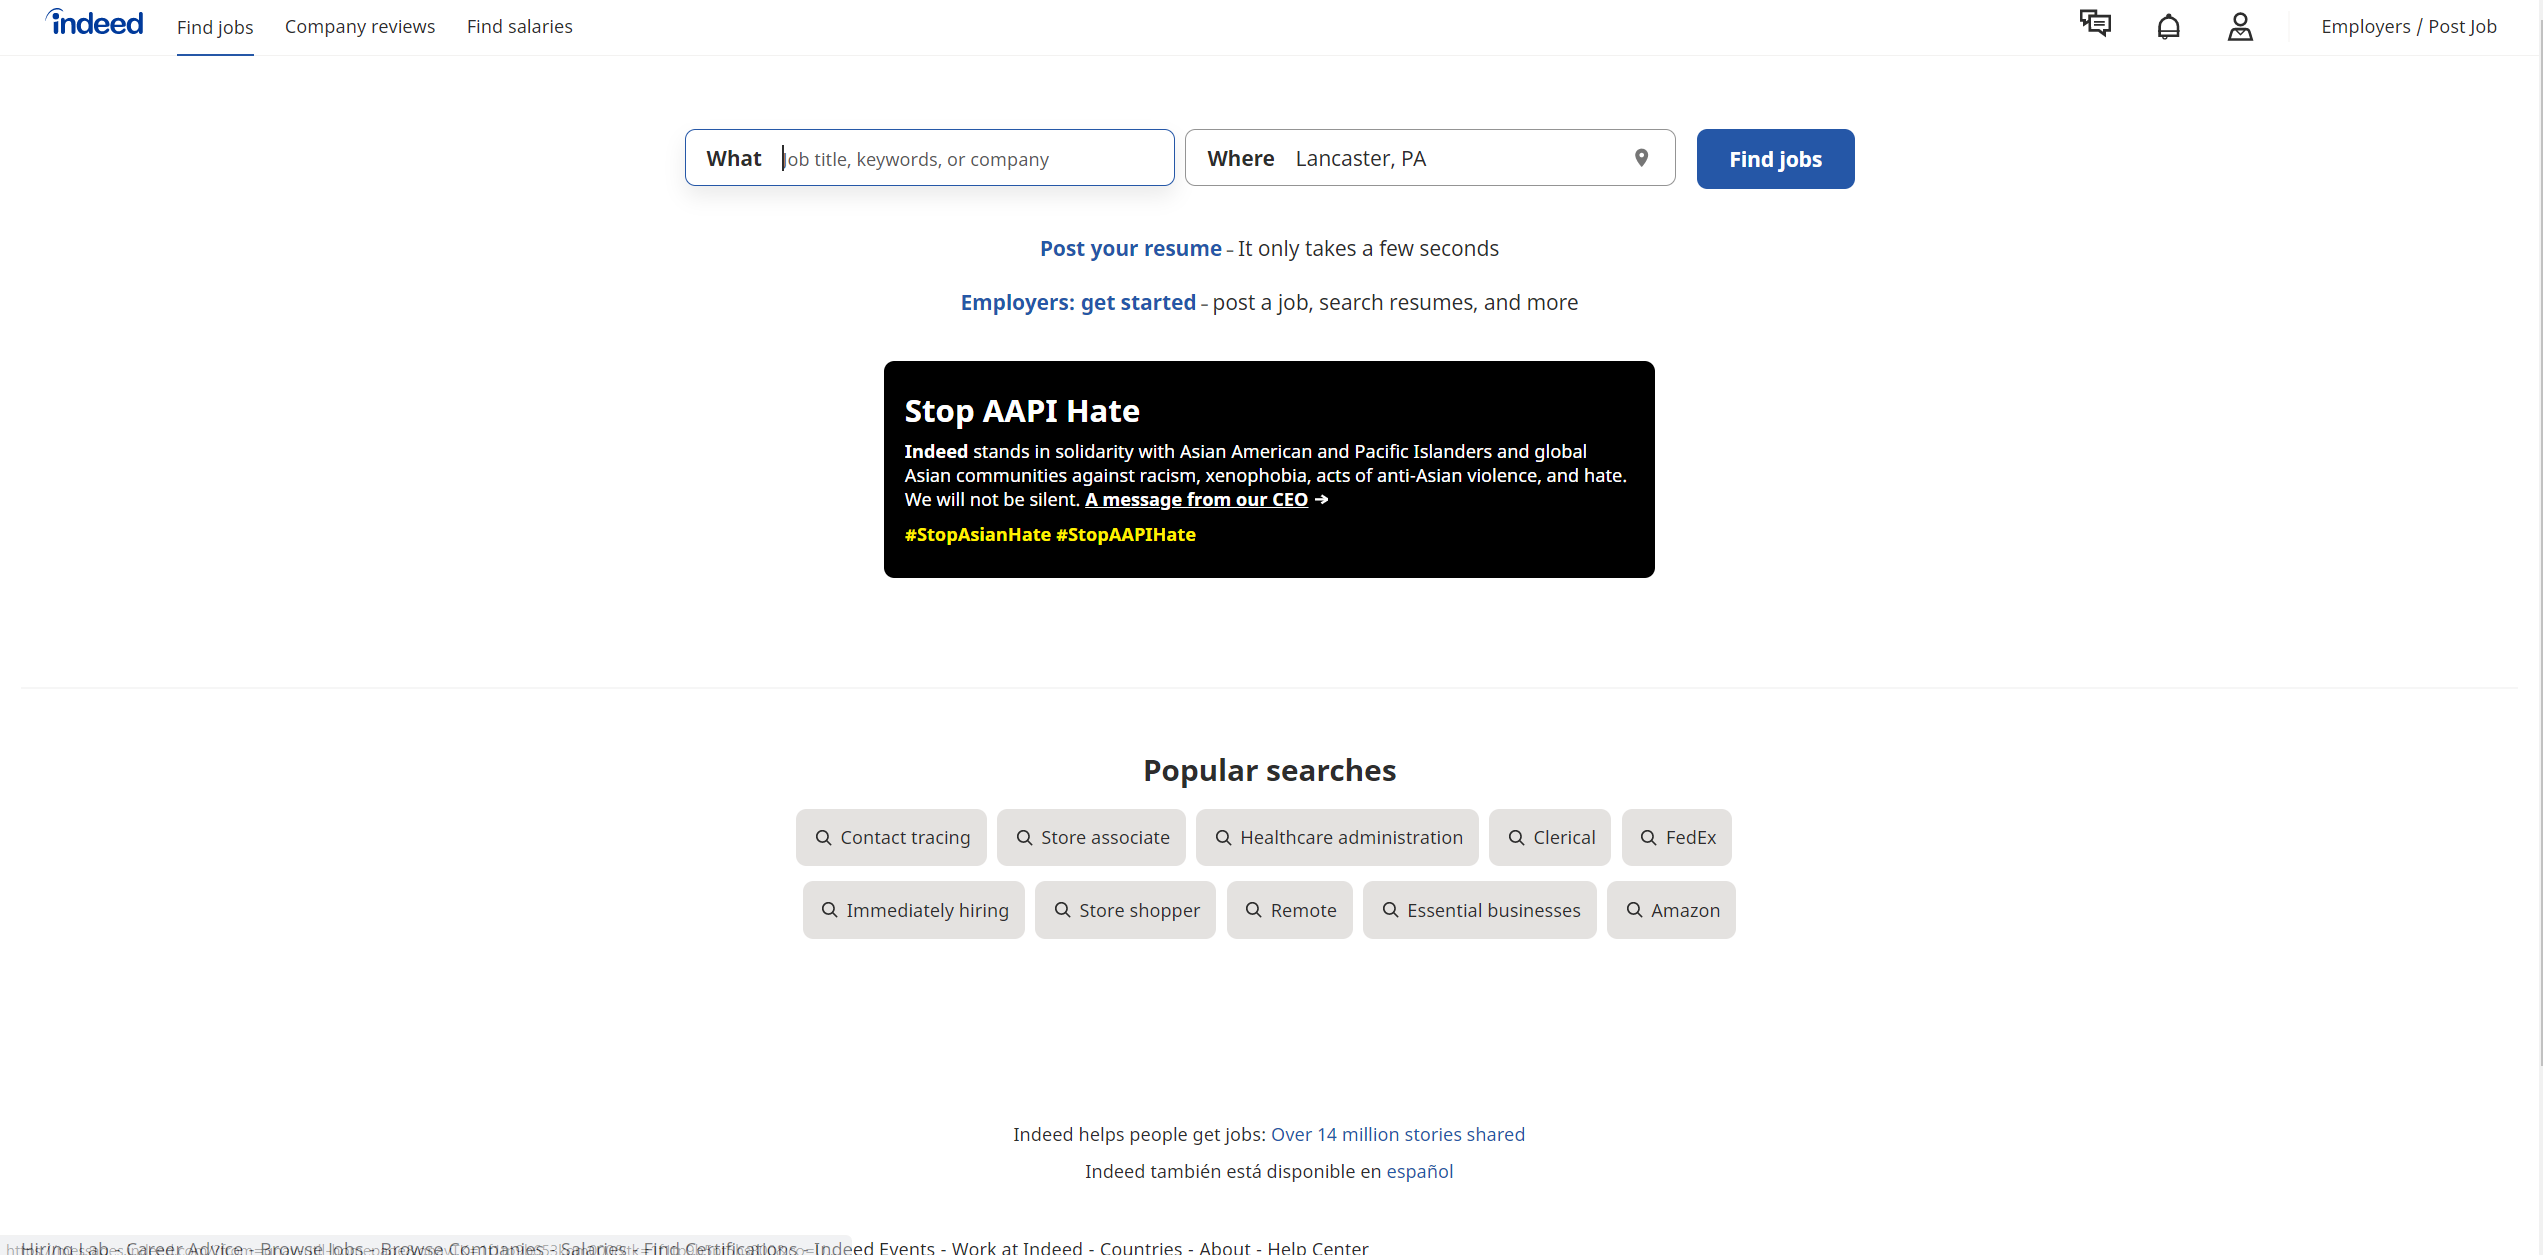 indeed
Find jobs
Company reviews
Find salaries
Employers / Post Job
What
Job title, keywords, or company
Where
Lancaster, PA
Find jobs
Post your resume - It only takes a few seconds
Employers: get started - post a job, search resumes, and more
Stop AAPI Hate
Indeed stands in solidarity with Asian American and Pacific Islanders and global
Asian communities against racism, xenophobia, acts of anti-Asian violence, and hate.
We will not be silent. A message from our CEO →
#StopAsianHate #StopAAPIHate
Popular searches
Contact tracing
Store associate
Healthcare administration
Clerical
FedEx
Immediately hiring
Store shopper
Remote
Essential businesses
Amazon
Indeed helps people get jobs: Over 14 million stories shared
Indeed también está disponible en español
Hiring Lab - Career Advice - Browse Jobs - Browse Companies - Salaries - Find Certifications - Indeed Events - Work at Indeed - Countries - About - Help Center